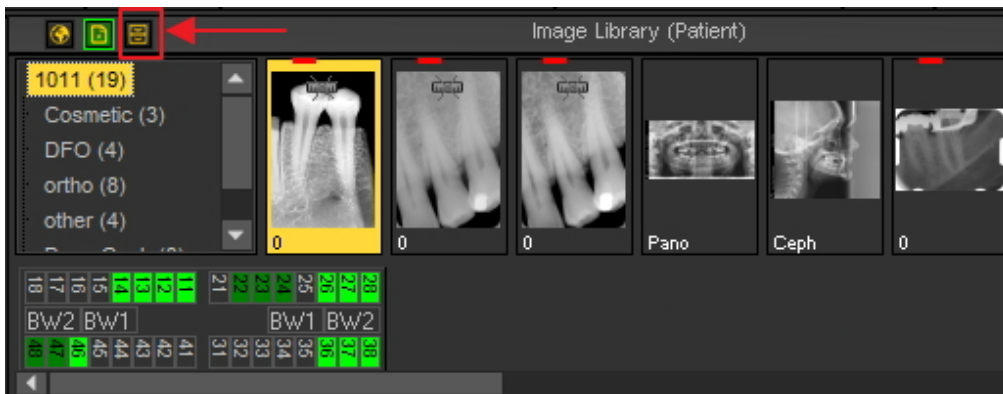 Image Library (Patient)
1011 (19)
Cosmetic (3)
DFO (4)
ortho (8)
other (4)
0
0
0
Pano
Ceph
0
18 17 16 15 14 13 12 11 21 22 23 24 25 26 27 28
BW2 BW1 BW1 BW2
48 47 46 45 44 43 42 41 31 32 33 34 35 36 37 38